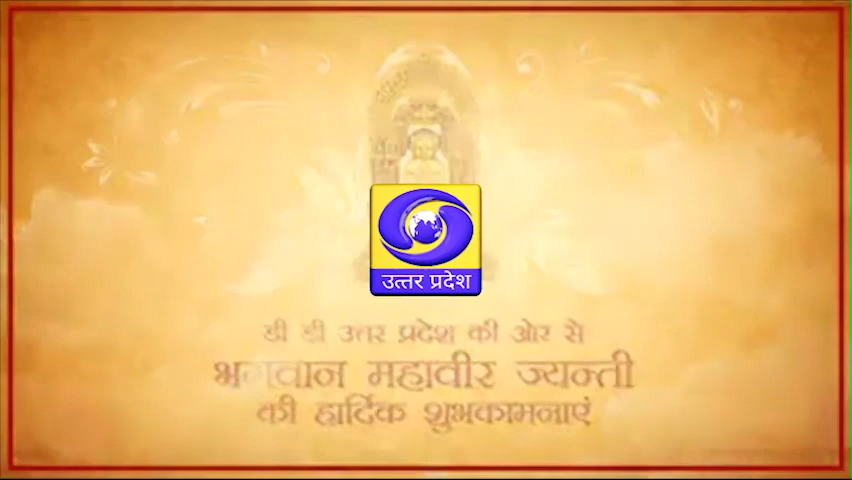 उत्तर प्रदेश
डी डी उत्तर प्रदेश की ओर से
भगवान महावीर ज्यन्ती
की हार्दिक शुभकामनाएं